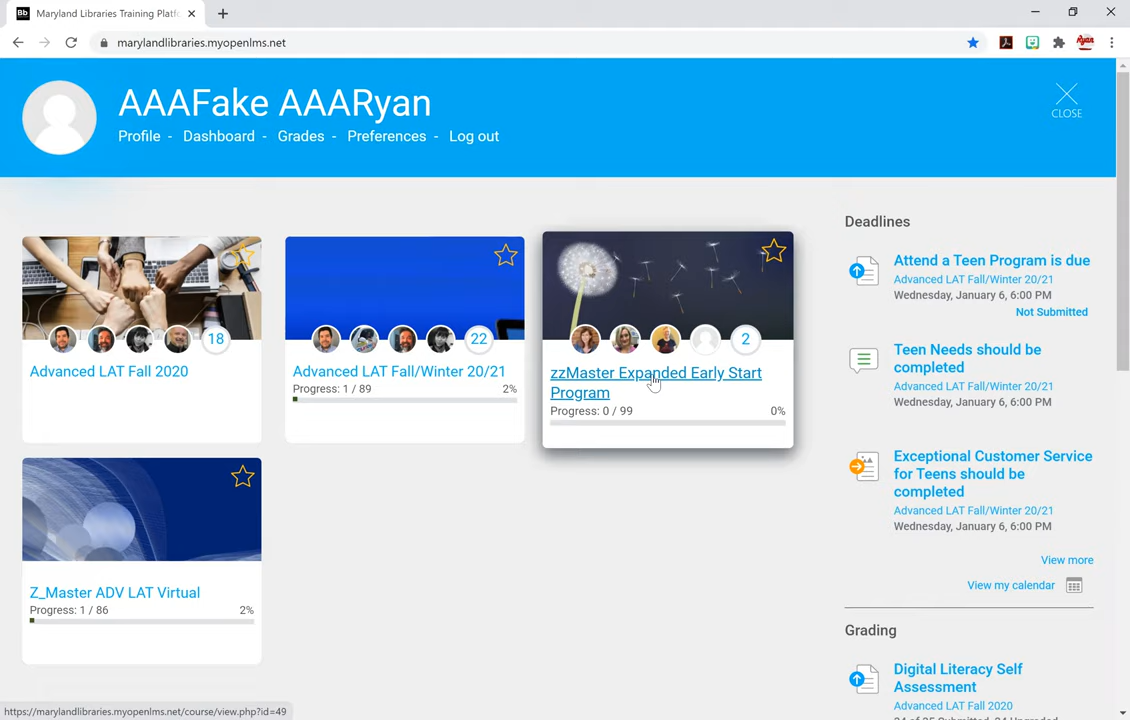 Bb Maryland Libraries Training Platfo
marylandlibraries.myopenlms.net
Ryan
AAAFake AAARyan
Profile - Dashboard - Grades - Preferences - Log out
CLOSE
18
Advanced LAT Fall 2020
22
Advanced LAT Fall/Winter 20/21
Progress: 1 / 89 2%
2
zzMaster Expanded Early Start
Program
Progress: 0 / 99 0%
Z_Master ADV LAT Virtual
Progress: 1 / 86 2%
Deadlines
Attend a Teen Program is due
Advanced LAT Fall/Winter 20/21
Wednesday, January 6, 6:00 PM
Not Submitted
Teen Needs should be
completed
Advanced LAT Fall/Winter 20/21
Wednesday, January 6, 6:00 PM
Exceptional Customer Service
for Teens should be
completed
Advanced LAT Fall/Winter 20/21
Wednesday, January 6, 6:00 PM
View more
View my calendar
Grading
Digital Literacy Self
Assessment
Advanced LAT Fall 2020
https://marylandlibraries.myopenlms.net/course/view.php?id=49